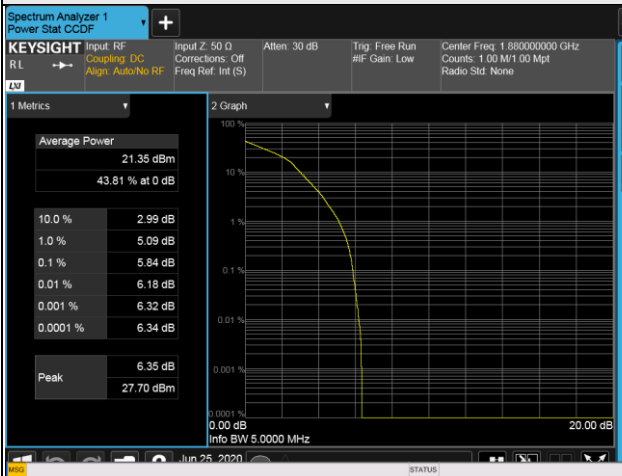 Spectrum Analyzer 1
Power Stat CCDF
+
KEYSIGHT
RL
LXI
Input: RF
Coupling: DC
Align: Auto/No RF
Input Z: 50 Ω
Corrections: Off
Freq Ref: Int (S)
Atten: 30 dB
Trig: Free Run
#IF Gain: Low
Center Freq: 1.880000000 GHz
Counts: 1.00 M/1.00 Mpt
Radio Std: None
1 Metrics
Average Power
21.35 dBm
43.81 % at 0 dB
10.0 % 2.99 dB
1.0 % 5.09 dB
0.1 % 5.84 dB
0.01 % 6.18 dB
0.001 % 6.32 dB
0.0001 % 6.34 dB
Peak 6.35 dB
27.70 dBm
2 Graph
100 %
10 %
1 %
0.1 %
0.01 %
0.001 %
0.0001 %
0.00 dB 20.00 dB
Info BW 5.0000 MHz
Jun 25, 2020
MSG STATUS